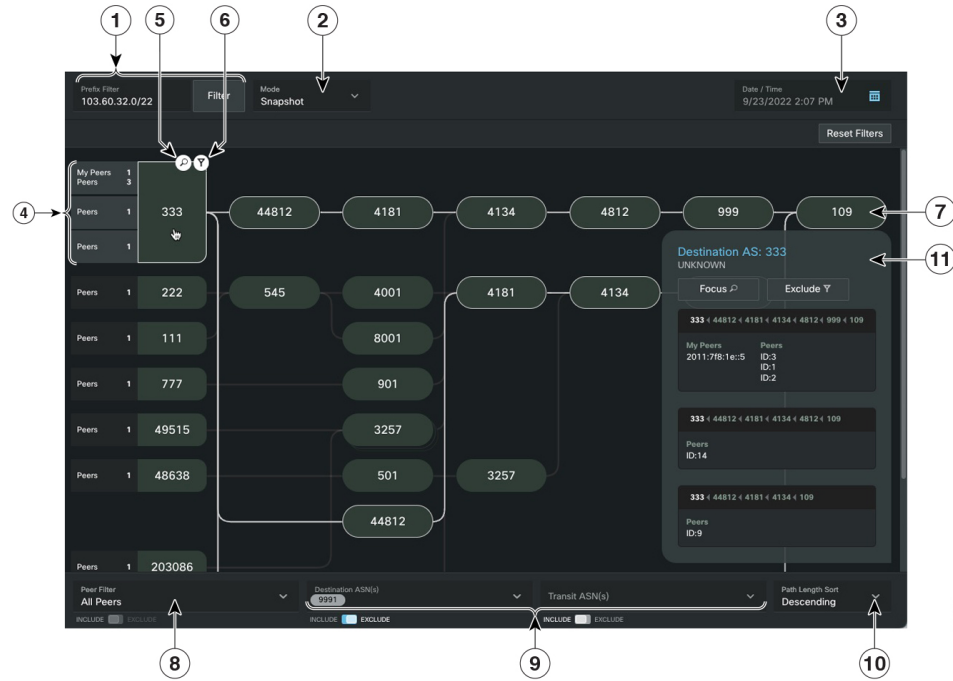 1
5
6
2
3
Prefix Filter
103.60.32.0/22
Filter
Mode
Snapshot
Date / Time
9/23/2022 2:07 PM
Reset Filters
4
My Peers 1
Peers 3
Peers 1
Peers 1
333
44812
4181
4134
4812
999
109
7
Destination AS: 333
UNKNOWN
11
Focus
Exclude
Peers 1
222
545
4001
4181
4134
333 44812 4181 4134 4812 999 109
Peers 1
111
8001
My Peers
2011:7f8:1e::5
Peers
ID:3
ID:1
ID:2
Peers 1
777
901
Peers 1
49515
3257
333 44812 4181 4134 4812 109
Peers
ID:14
Peers 1
48638
501
3257
333 44812 4181 4134 109
Peers
ID:9
44812
Peers 1
203086
Peer Filter
All Peers
INCLUDE EXCLUDE
Destination ASN(s)
9991
INCLUDE EXCLUDE
Transit ASN(s)
INCLUDE EXCLUDE
Path Length Sort
Descending
8
9
10